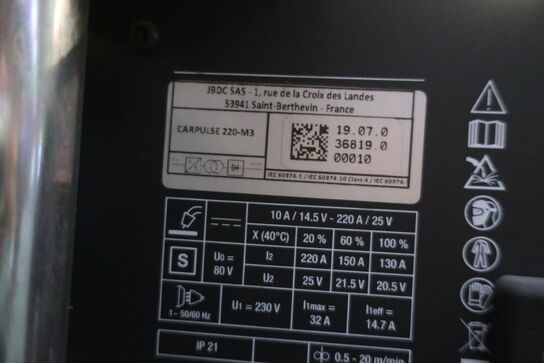 JBDC SAS - 1, rue de la Croix des Landes
53941 Saint-Berthevin - France
CARPULSE 220-M3
19.07.0
36819.0
00010
IEC 60974-1 / IEC 60974-10 Class A / IEC 60974
10 A / 14.5 V - 220 A / 25 V
X (40°C) 20 % 60 % 100 %
S U0 = 80V I2 220 A 150 A 130 A
U2 25 V 21.5 V 20.5 V
1~ 50/60 Hz U1 = 230 V I1max = 32 A I1eff = 14.7 A
IP 21 0.5 - 20 m/min